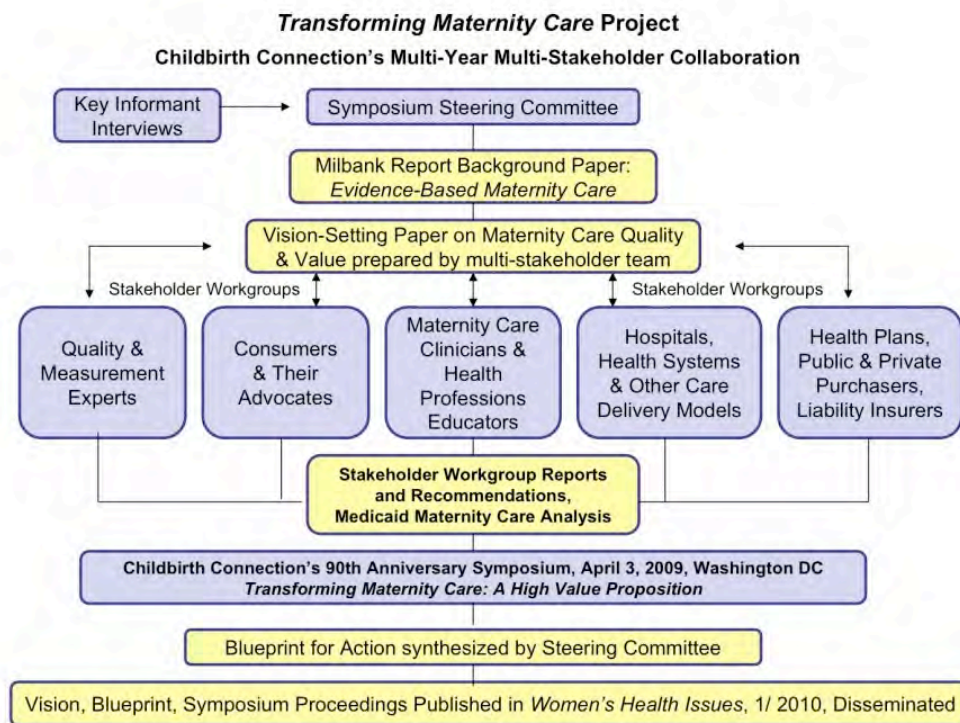 Transforming Maternity Care Project
Childbirth Connection's Multi-Year Multi-Stakeholder Collaboration
Key Informant
Interviews
Symposium Steering Committee
Milbank Report Background Paper:
Evidence-Based Maternity Care
Vision-Setting Paper on Maternity Care Quality
& Value prepared by multi-stakeholder team
Stakeholder Workgroups
Stakeholder Workgroups
Quality &
Measurement
Experts
Consumers
& Their
Advocates
Maternity Care
Clinicians &
Health
Professions
Educators
Hospitals,
Health Systems
& Other Care
Delivery Models
Health Plans,
Public & Private
Purchasers,
Liability Insurers
Stakeholder Workgroup Reports
and Recommendations,
Medicaid Maternity Care Analysis
Childbirth Connection's 90th Anniversary Symposium, April 3, 2009, Washington DC
Transforming Maternity Care: A High Value Proposition
Blueprint for Action synthesized by Steering Committee
Vision, Blueprint, Symposium Proceedings Published in Women's Health Issues, 1/ 2010, Disseminated